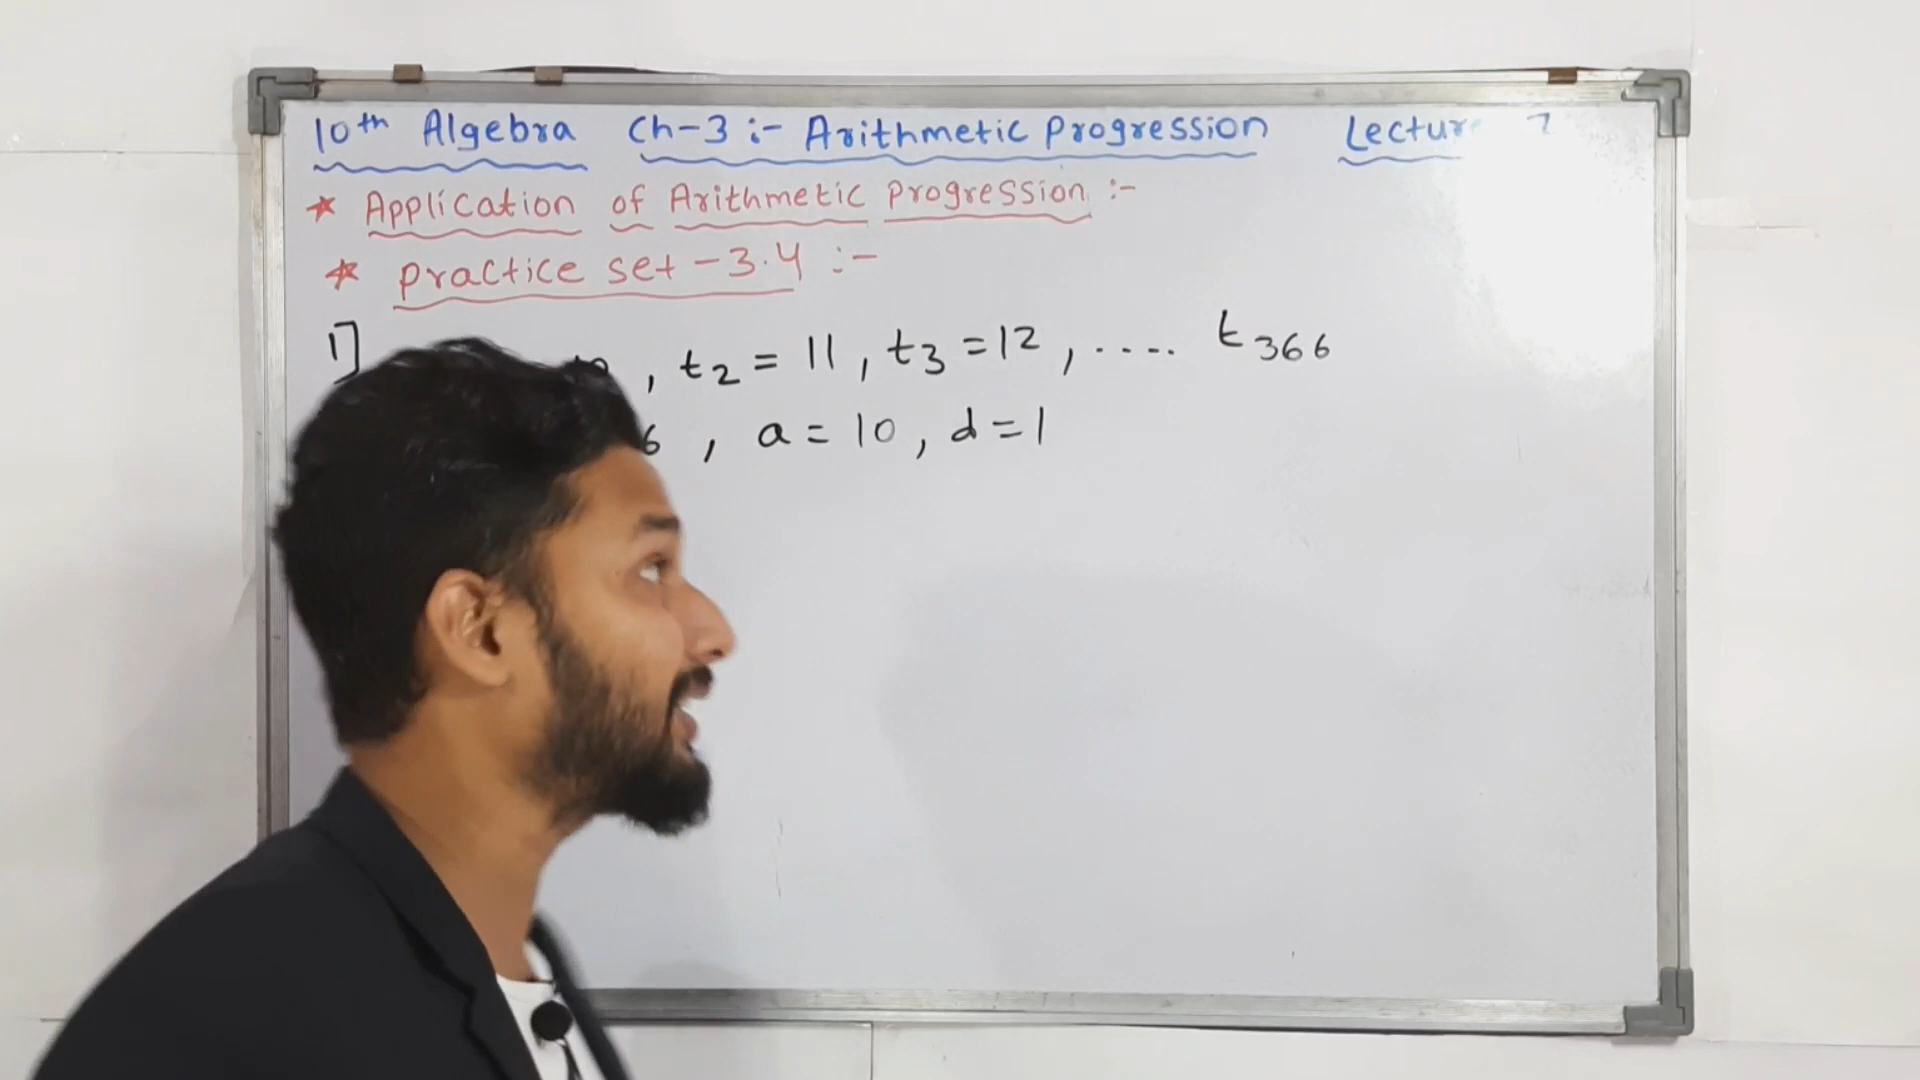 10th Algebra Ch-3 :- Arithmetic Progression Lecture
* Application of Arithmetic Progression :-
* Practice set - 3.4 :-
1] , t2 = 11 , t3 = 12 , .... t366
6 , a = 10 , d = 1